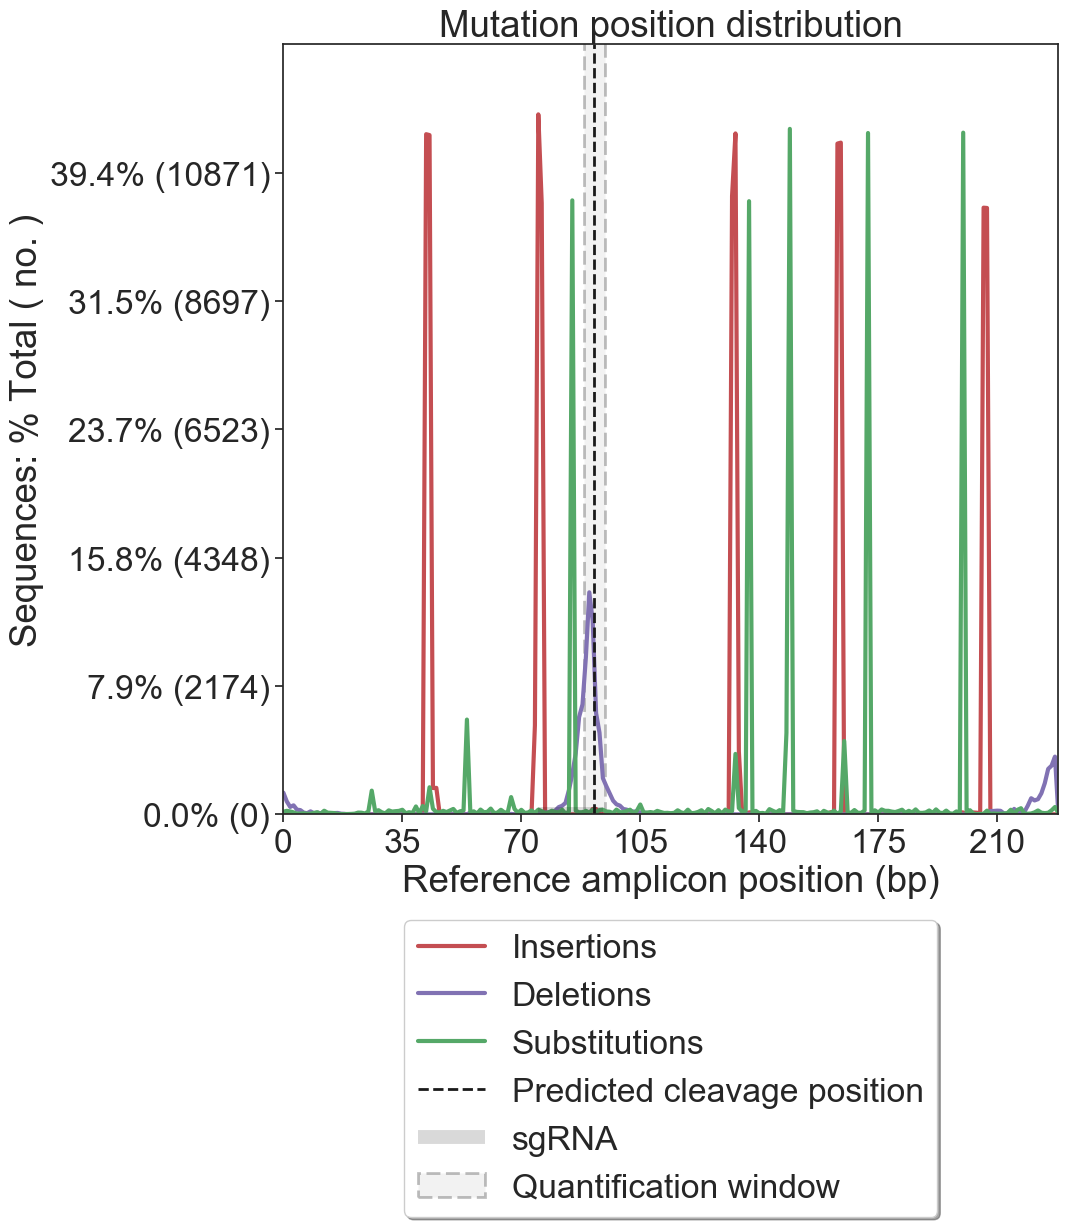 Mutation position distribution
Sequences: % Total ( no. )
39.4% (10871)
31.5% (8697)
23.7% (6523)
15.8% (4348)
7.9% (2174)
0.0% (0)
0 35 70 105 140 175 210
Reference amplicon position (bp)
Insertions
Deletions
Substitutions
Predicted cleavage position
sgRNA
Quantification window